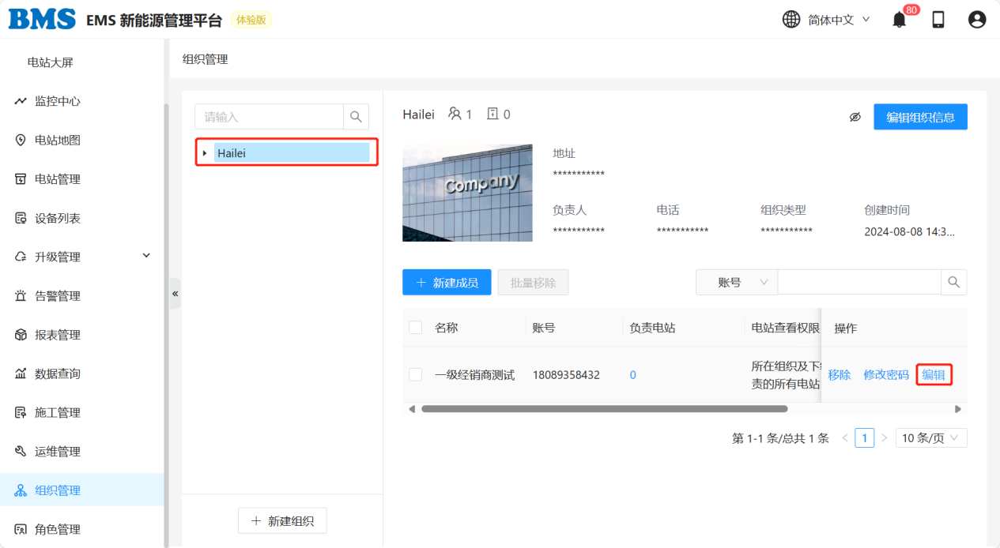 BMS EMS 新能源管理平台 体验版 简体中文 80
电站大屏
监控中心
电站地图
电站管理
设备列表
升级管理
告警管理
报表管理
数据查询
施工管理
运维管理
组织管理
角色管理
组织管理
请输入
Hailei
新建组织
Hailei 1 0 编辑组织信息
Company
地址
***********
负责人 电话 组织类型 创建时间
*********** *********** *********** 2024-08-08 14:3...
新建成员 批量移除 账号
名称 账号 负责电站 电站查看权限 操作
一级经销商测试 18089358432 0 所在组织及下
责的所有电站 移除 修改密码 编辑
第 1-1 条/总共 1 条 < 1 > 10 条/页